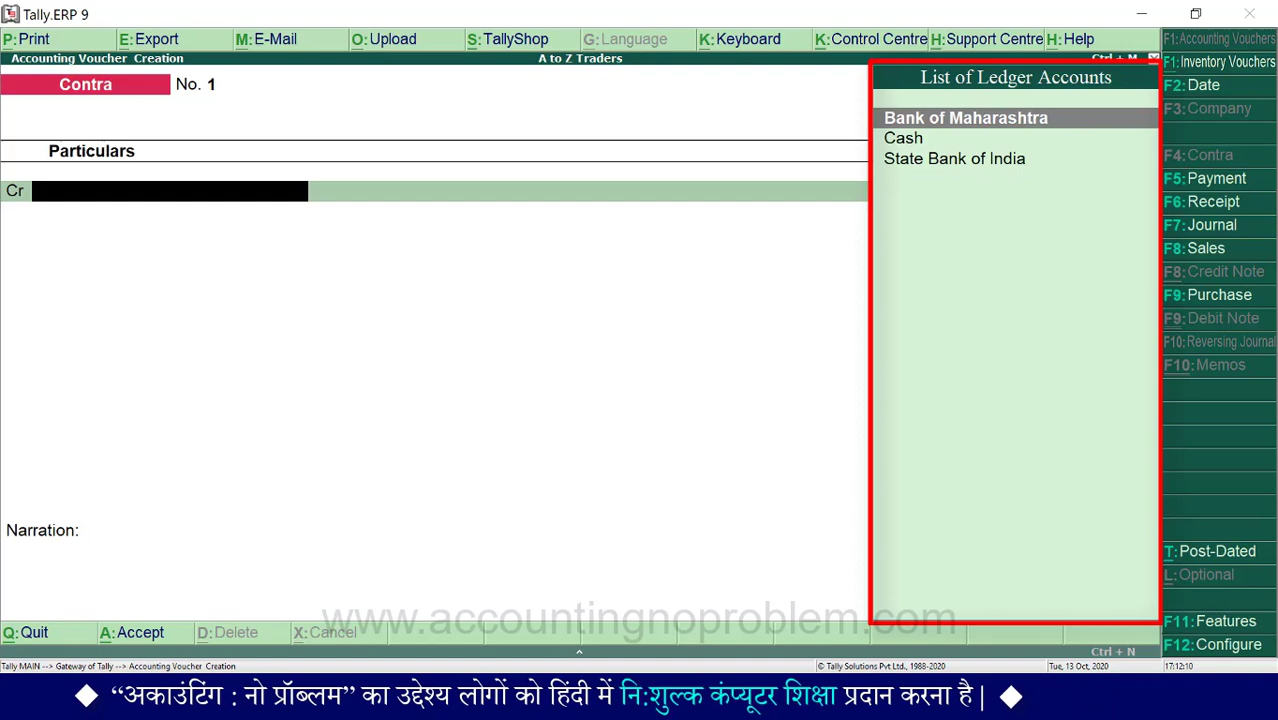 Tally.ERP 9
P: Print E: Export M: E-Mail O: Upload S: TallyShop G: Language K: Keyboard K: Control Centre H: Support Centre H: Help
Accounting Voucher Creation A to Z Traders Ctrl + M
Contra No. 1
Particulars
Cr
List of Ledger Accounts
Bank of Maharashtra
Cash
State Bank of India
F1: Accounting Vouchers
F1: Inventory Vouchers
F2: Date
F3: Company
F4: Contra
F5: Payment
F6: Receipt
F7: Journal
F8: Sales
F8: Credit Note
F9: Purchase
F9: Debit Note
F10: Reversing Journal
F10: Memos
T: Post-Dated
L: Optional
F11: Features
F12: Configure
Narration:
www.accountingnoproblem.com
Q: Quit A: Accept D: Delete X: Cancel
Ctrl + N
Tally MAIN --> Gateway of Tally --> Accounting Voucher Creation © Tally Solutions Pvt Ltd., 1988-2020 Tue, 13 Oct, 2020 17:12:10
“अकाउंटिंग : नो प्रॉब्लम” का उद्देश्य लोगों को हिंदी में नि:शुल्क कंप्यूटर शिक्षा प्रदान करना है |